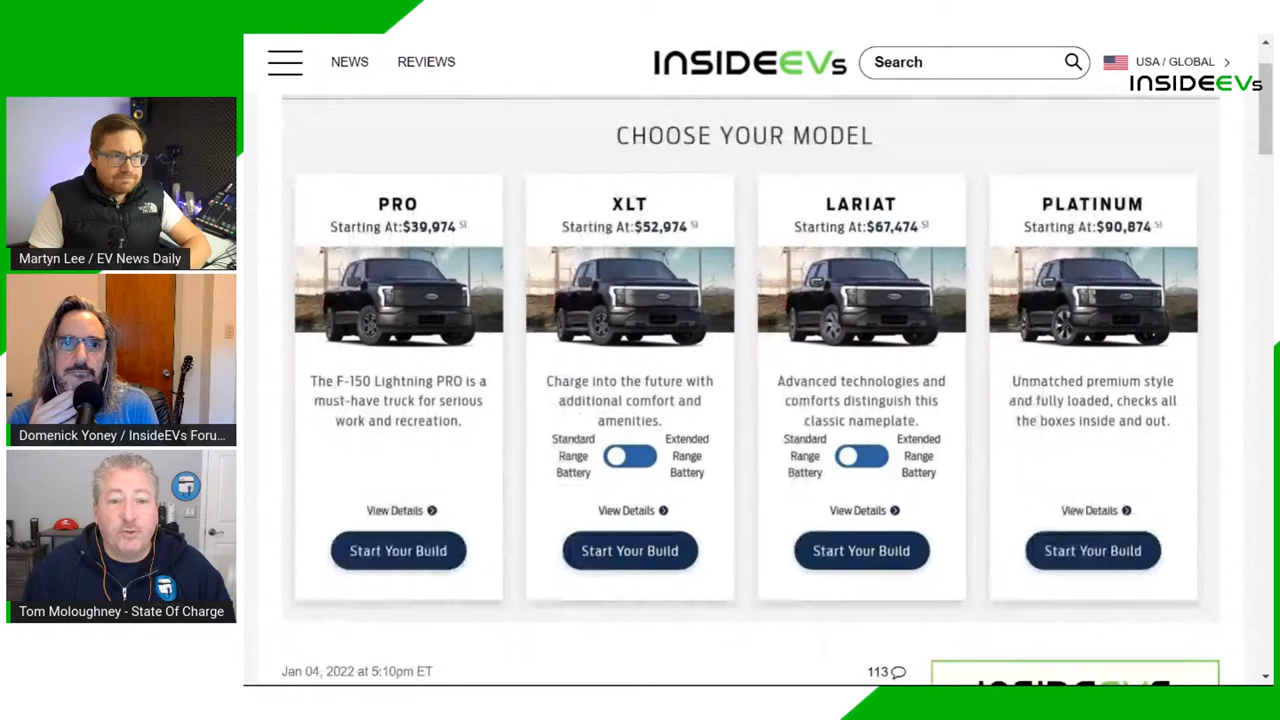 NEWS
REVIEWS
INSIDEEVs
Search
USA / GLOBAL
INSIDEEVs
CHOOSE YOUR MODEL
PRO
Starting At:$39,974 S1
The F-150 Lightning PRO is a
must-have truck for serious
work and recreation.
View Details
Start Your Build
XLT
Starting At:$52,974 S1
Charge into the future with
additional comfort and
amenities.
Standard
Range
Battery
Extended
Range
Battery
View Details
Start Your Build
LARIAT
Starting At:$67,474 S1
Advanced technologies and
comforts distinguish this
classic nameplate.
Standard
Range
Battery
Extended
Range
Battery
View Details
Start Your Build
PLATINUM
Starting At:$90,874 S1
Unmatched premium style
and fully loaded, checks all
the boxes inside and out.
View Details
Start Your Build
Jan 04, 2022 at 5:10pm ET
113
Martyn Lee / EV News Daily
Domenick Yoney / InsideEVs Foru...
Tom Moloughney - State Of Charge